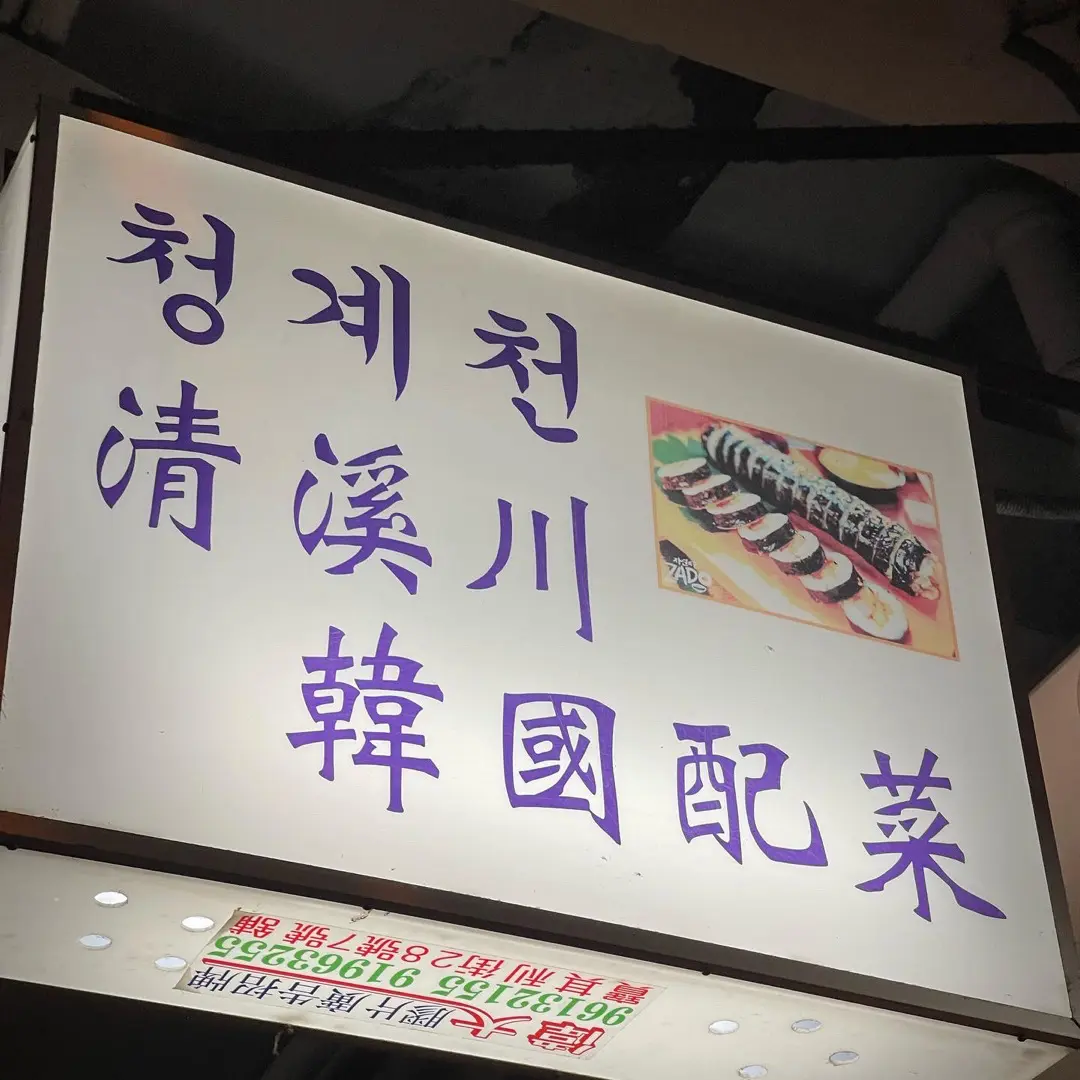 청계천
清溪川
韓國配菜
膠片廣告招牌
96132155 91963255
寶其利街28號7號舖